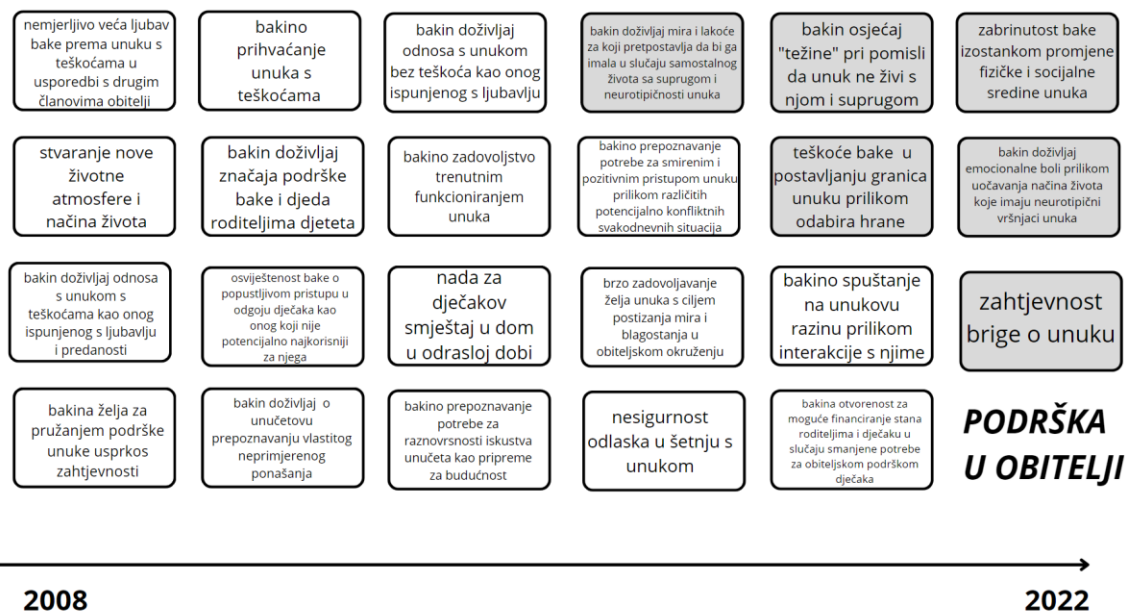 nemjerljivo veća ljubav
bake prema unuku s
teškoćama u
usporedbi s drugim
članovima obitelji
bakino
prihvaćanje
unuka s
teškoćama
bakin doživljaj
odnosa s unukom
bez teškoća kao onog
ispunjenog s ljubavlju
bakin doživljaj mira i lakoće
za koji pretpostavlja da bi ga
imala u slučaju samostalnog
života sa suprugom i
neurotipičnosti unuka
bakin osjećaj
"težine" pri pomisli
da unuk ne živi s
njom i suprugom
zabrinutost bake
izostankom promjene
fizičke i socijalne
sredine unuka
stvaranje nove
životne
atmosfere i
načina života
bakin doživljaj
značaja podrške
bake i djeda
roditeljima djeteta
bakino zadovoljstvo
trenutnim
funkcioniranjem
unuka
bakino prepoznavanje
potrebe za smirenim i
pozitivnim pristupom unuku
prilikom različitih
potencijalno konfliktnih
svakodnevnih situacija
teškoće bake u
postavljanju granica
unuku prilikom
odabira hrane
bakin doživljaj
emocionalne boli prilikom
uočavanja načina života
koje imaju neurotipični
vršnjaci unuka
bakin doživljaj odnosa
s unukom s
teškoćama kao onog
ispunjenog s ljubavlju
i predanosti
osviještenost bake o
popustljivom pristupu u
odgoju dječaka kao
onog koji nije
potencijalno najkorisniji
za njega
nada za
dječakov
smještaj u dom
u odrasloj dobi
brzo zadovoljavanje
želja unuka s ciljem
postizanja mira i
blagostanja u
obiteljskom okruženju
bakino spuštanje
na unukovu
razinu prilikom
interakcije s njime
zahtjevnost
brige o unuku
bakina želja za
pružanjem podrške
unuke usprkos
zahtjevnosti
bakin doživljaj o
unučetovu
prepoznavanju vlastitog
neprimjerenog
ponašanja
bakino prepoznavanje
potrebe za
raznovrsnosti iskustva
unučeta kao pripreme
za budućnost
nesigurnost
odlaska u šetnju s
unukom
bakina otvorenost za
moguće financiranje stana
roditeljima i dječaku u
slučaju smanjene potrebe
za obiteljskom podrškom
dječaka
PODRŠKA
U OBITELJI
2008
2022